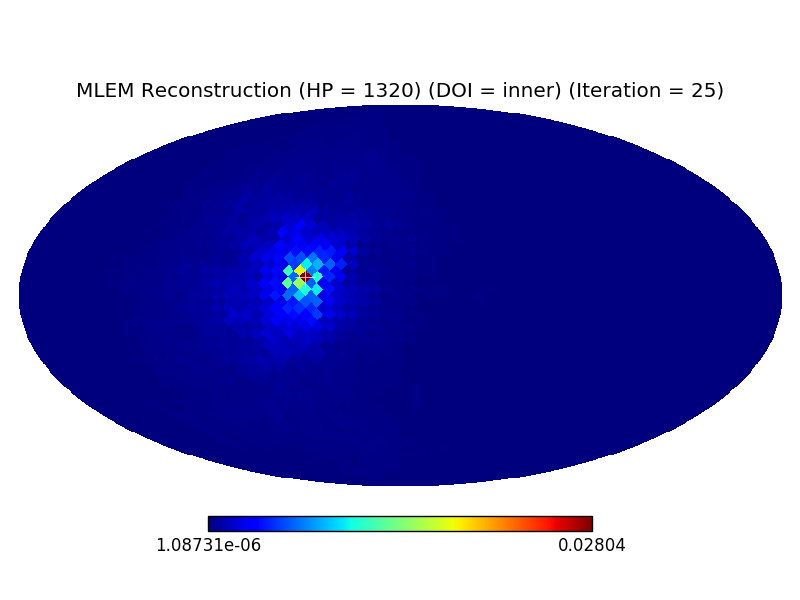 MLEM Reconstruction (HP = 1320) (DOI = inner) (Iteration = 25)
1.08731e-06 0.02804